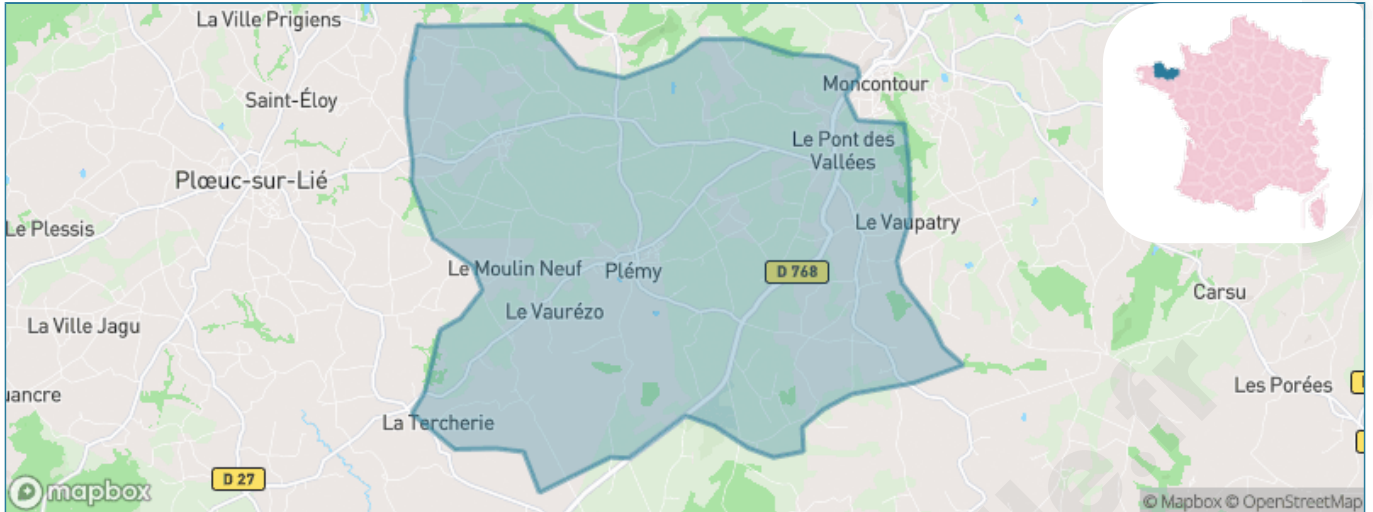 La Ville Prigiens
Moncontour
Saint-Éloy
Le Pont des
Vallées
Plœuc-sur-Lié
Le Plessis
Le Vaupatry
Le Moulin Neuf
Plémy
D 768
Carsu
Le Vaurézo
La Ville Jagu
Les Porées
uancre
La Tercherie
D 27
mapbox
© Mapbox © OpenStreetMap